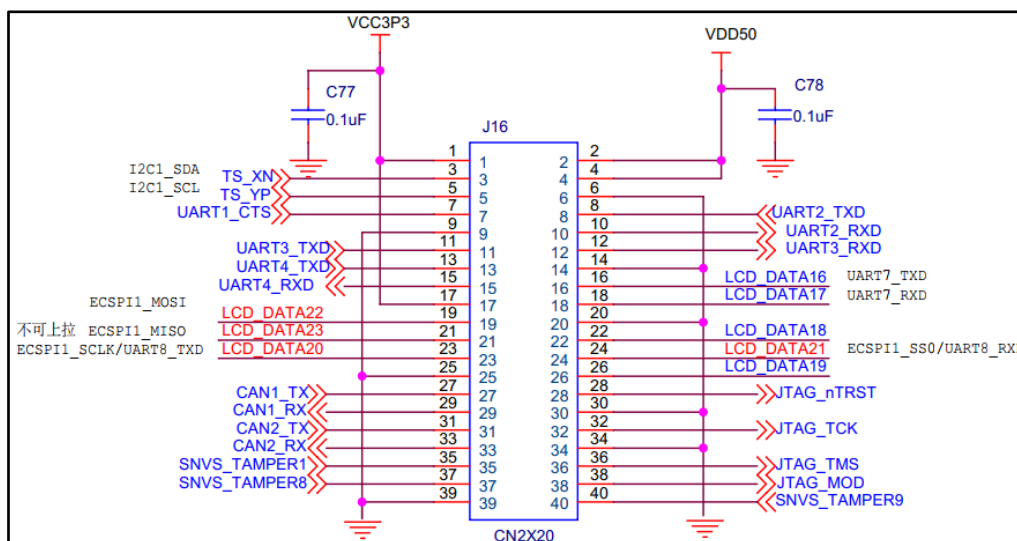 VCC3P3
VDD50
C77
0.1uF
C78
0.1uF
J16
1 1 2 2
I2C1_SDA TS_XN 3 3 4 4
I2C1_SCL TS_YP 5 5 6 6
UART1_CTS 7 7 8 8 UART2_TXD
9 9 10 10 UART2_RXD
UART3_TXD 11 11 12 12 UART3_RXD
UART4_TXD 13 13 14 14
UART4_RXD 15 15 16 16 LCD_DATA16 UART7_TXD
17 17 18 18 LCD_DATA17 UART7_RXD
ECSPI1_MOSI LCD_DATA22 19 19 20 20
不可上拉 ECSPI1_MISO LCD_DATA23 21 21 22 22 LCD_DATA18
ECSPI1_SCLK/UART8_TXD LCD_DATA20 23 23 24 24 LCD_DATA21 ECSPI1_SS0/UART8_RX
25 25 26 26 LCD_DATA19
CAN1_TX 27 27 28 28 JTAG_nTRST
CAN1_RX 29 29 30 30
CAN2_TX 31 31 32 32 JTAG_TCK
CAN2_RX 33 33 34 34
SNVS_TAMPER1 35 35 36 36 JTAG_TMS
SNVS_TAMPER8 37 37 38 38 JTAG_MOD
39 39 40 40 SNVS_TAMPER9
CN2X20